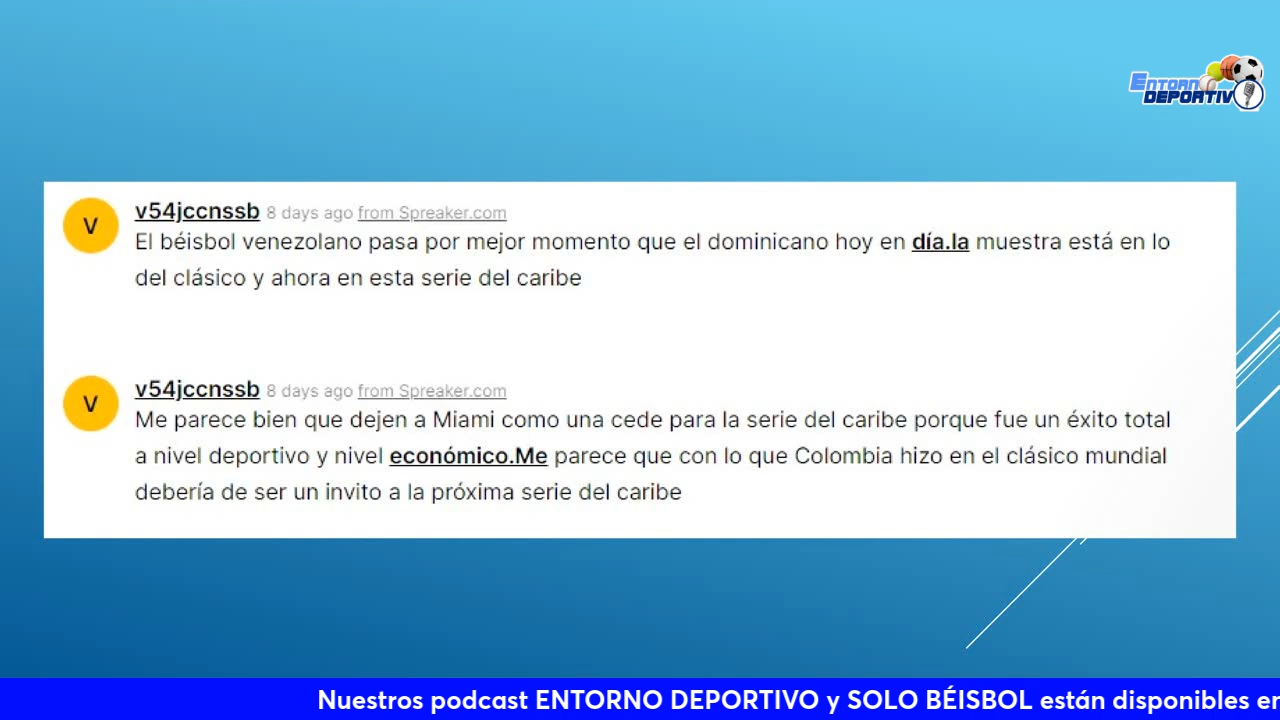 ENTORNO
DEPORTIVO
V
v54jccnssb 8 days ago from Spreaker.com
El béisbol venezolano pasa por mejor momento que el dominicano hoy en día.la muestra está en lo
del clásico y ahora en esta serie del caribe
V
v54jccnssb 8 days ago from Spreaker.com
Me parece bien que dejen a Miami como una cede para la serie del caribe porque fue un éxito total
a nivel deportivo y nivel económico.Me parece que con lo que Colombia hizo en el clásico mundial
debería de ser un invito a la próxima serie del caribe
Nuestros podcast ENTORNO DEPORTIVO y SOLO BÉISBOL están disponibles en